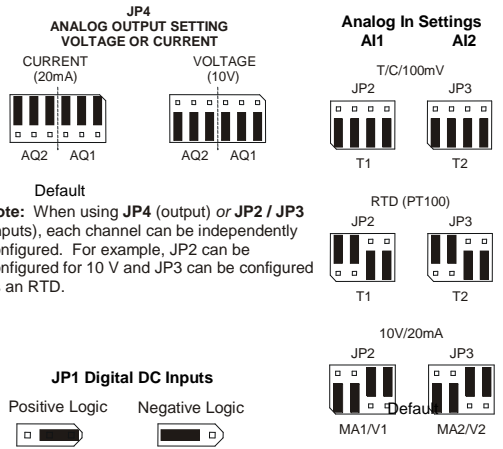 JP4
ANALOG OUTPUT SETTING
VOLTAGE OR CURRENT
CURRENT
(20mA)
VOLTAGE
(10V)
AQ2 AQ1
AQ2 AQ1
Default
ote: When using JP4 (output) or JP2 / JP3
nputs), each channel can be independently
onfigured. For example, JP2 can be
onfigured for 10 V and JP3 can be configured
s an RTD.
JP1 Digital DC Inputs
Positive Logic Negative Logic
Analog In Settings
AI1 AI2
T/C/100mV
JP2 JP3
T1 T2
RTD (PT100)
JP2 JP3
T1 T2
10V/20mA
JP2 JP3
Default
MA1/V1 MA2/V2